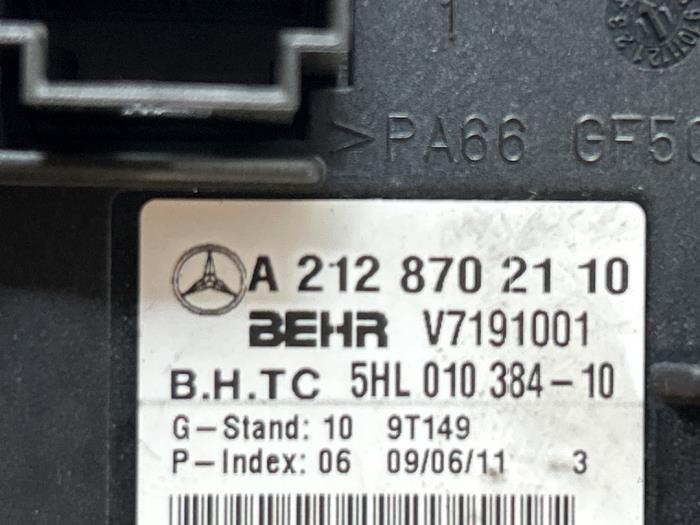 1
>PA66 GF50
A 212 870 21 10
BEHR V7191001
B.H.TC 5HL 010 384-10
G-Stand: 10 9T149
P-Index: 06 09/06/11 3